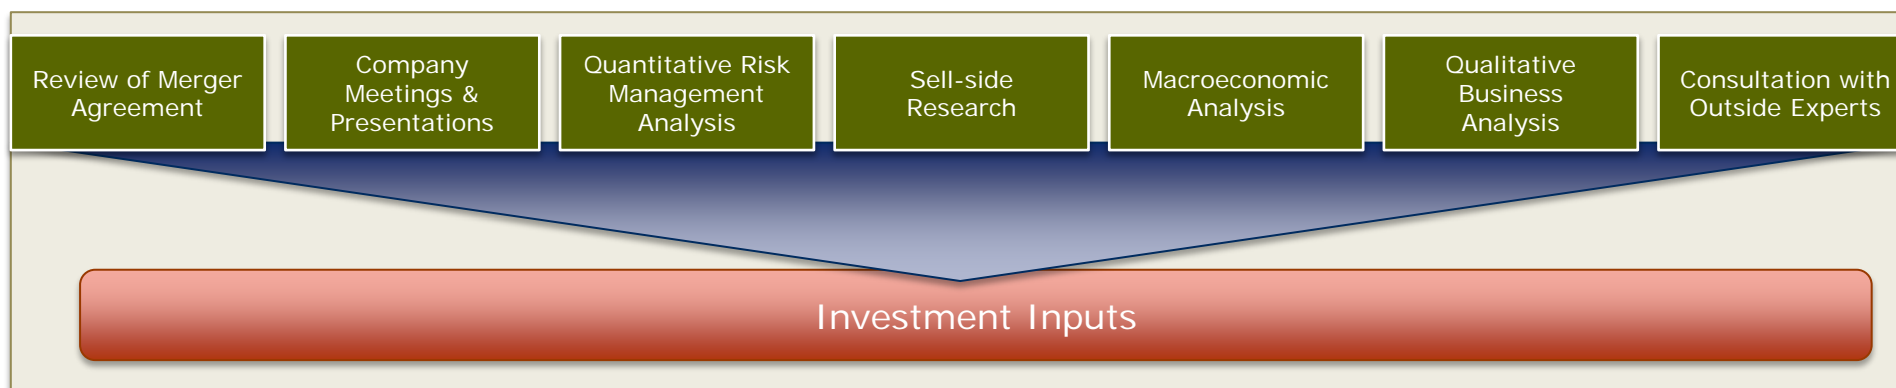 Review of Merger
Agreement
Company
Meetings &
Presentations
Quantitative Risk
Management
Analysis
Sell-side
Research
Macroeconomic
Analysis
Qualitative
Business
Analysis
Consultation with
Outside Experts
Investment Inputs